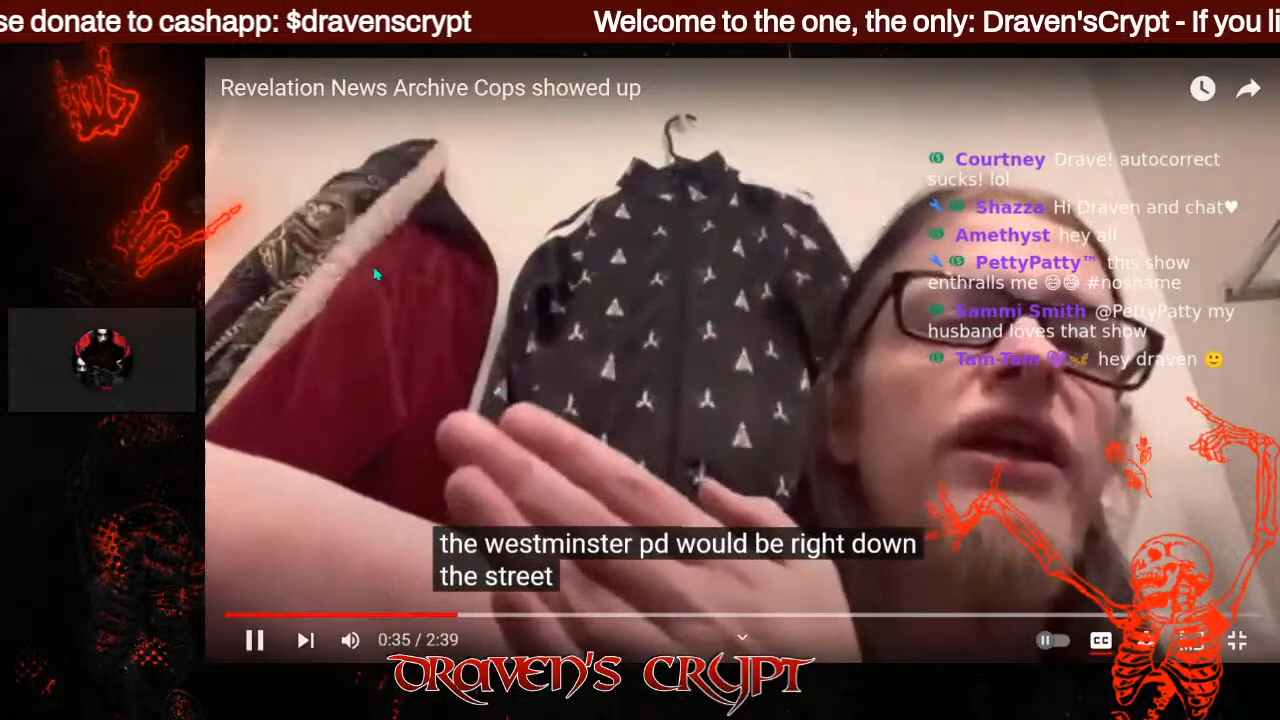 se donate to cashapp: $dravenscrypt Welcome to the one, the only: Draven'sCrypt - If you li
Revelation News Archive Cops showed up
Courtney Drave! autocorrect
sucks! lol
Shazza Hi Draven and chat♥
Amethyst hey all
PettyPatty™ this show
enthralls me 😅😅 #noshame
Sammi Smith @PettyPatty my
husband loves that show
Tam-Tam 💜🦋 hey draven 🙂
the westminster pd would be right down
the street
0:35 / 2:39
CC
DRAVEN'S CRYPT